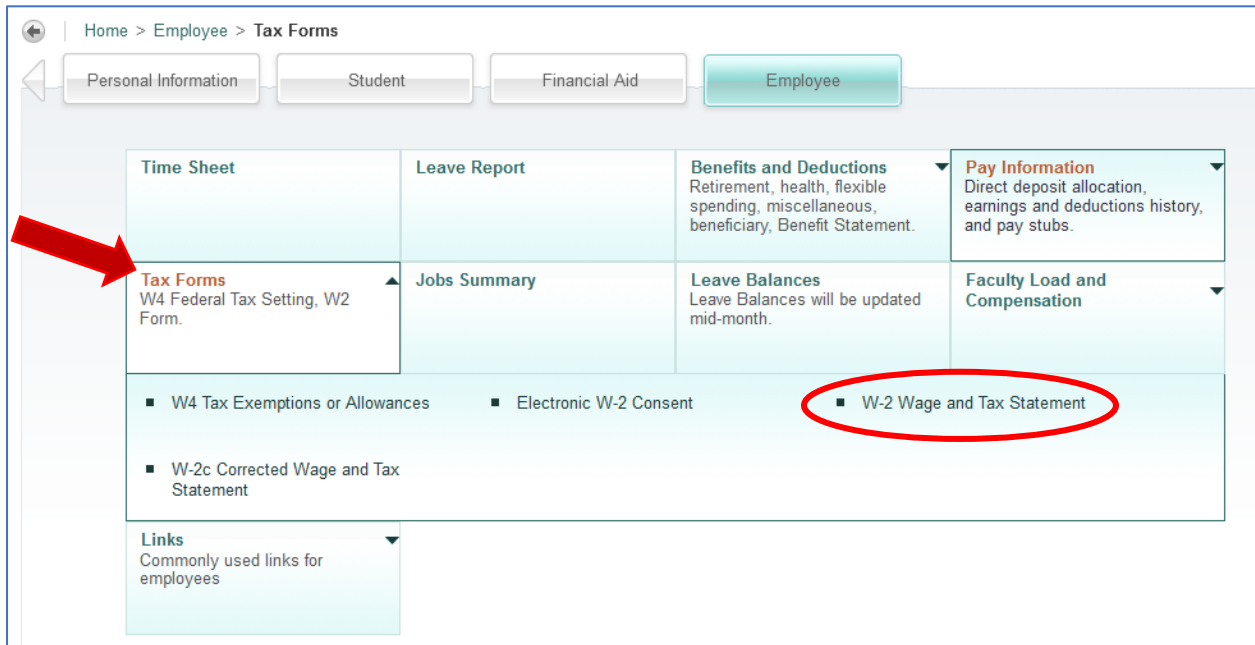 Home > Employee > Tax Forms
Personal Information
Student
Financial Aid
Employee
Time Sheet
Leave Report
Benefits and Deductions
Retirement, health, flexible
spending, miscellaneous,
beneficiary, Benefit Statement.
Pay Information
Direct deposit allocation,
earnings and deductions history,
and pay stubs.
Tax Forms
W4 Federal Tax Setting, W2
Form.
Jobs Summary
Leave Balances
Leave Balances will be updated
mid-month.
Faculty Load and
Compensation
W4 Tax Exemptions or Allowances
Electronic W-2 Consent
W-2 Wage and Tax Statement
W-2c Corrected Wage and Tax
Statement
Links
Commonly used links for
employees